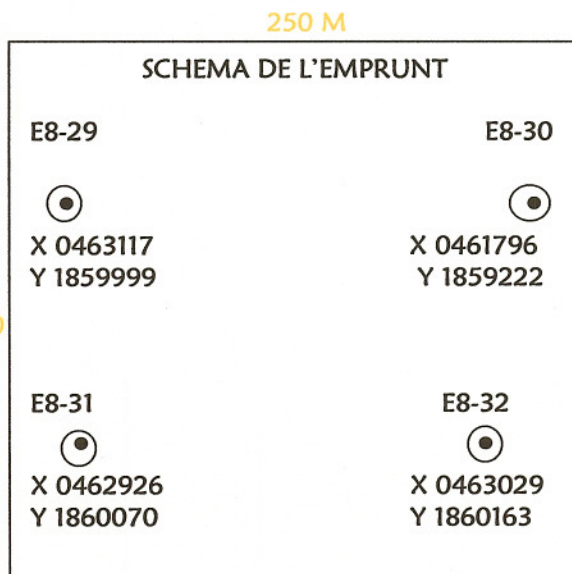 250 M
SCHEMA DE L'EMPRUNT
E8-29
E8-30
X 0463117
Y 1859999
X 0461796
Y 1859222
E8-31
E8-32
X 0462926
Y 1860070
X 0463029
Y 1860163